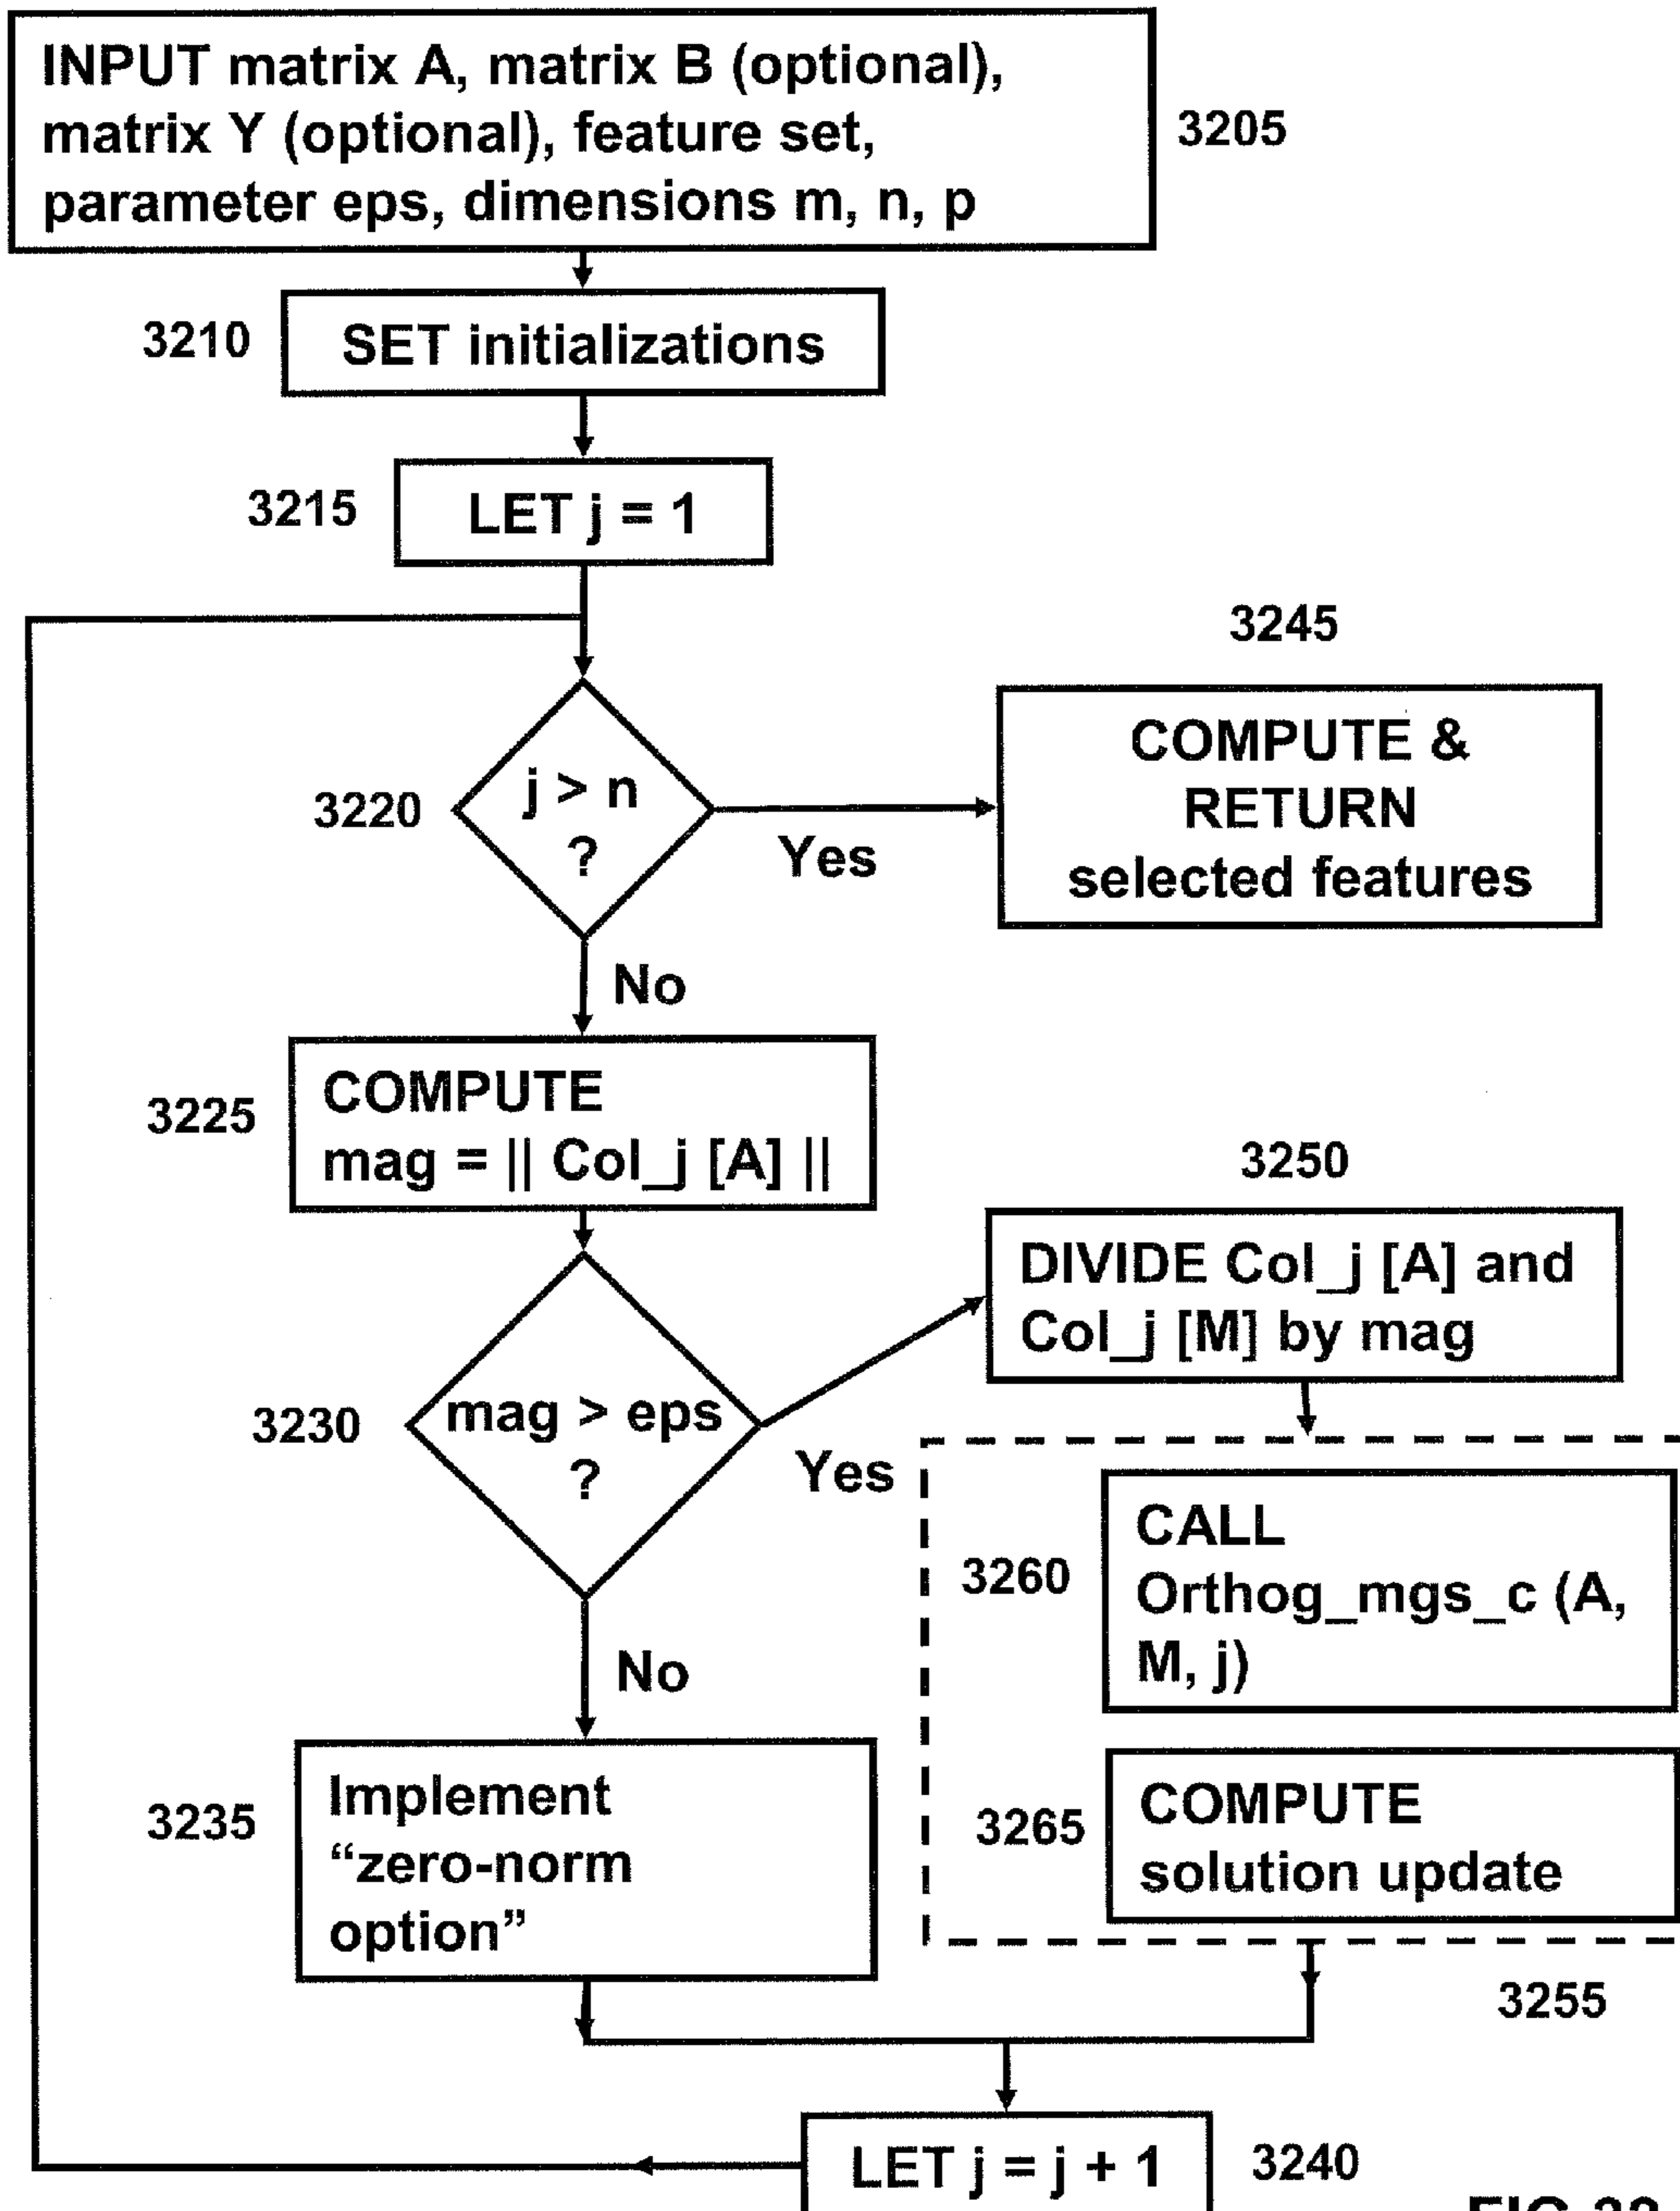 INPUT matrix A, matrix B (optional),
matrix Y (optional), feature set,
parameter eps, dimensions m, n, p
3205
3210
SET initializations
3215
LET j = 1
3245
3220
j > n
?
Yes
COMPUTE &
RETURN
selected features
No
3225
COMPUTE
mag = || Col_j [A] ||
3250
DIVIDE Col_j [A] and
Col_j [M] by mag
3230
mag > eps
?
Yes
3260
CALL
Orthog_mgs_c (A,
M, j)
No
3235
Implement
“zero-norm
option”
3265
COMPUTE
solution update
3255
LET j = j + 1
3240